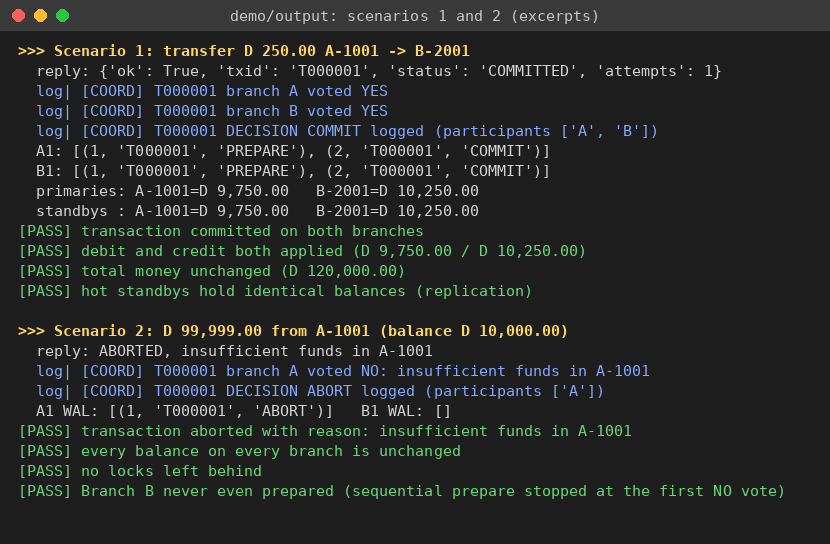 demo/output: scenarios 1 and 2 (excerpts)
>>> Scenario 1: transfer D 250.00 A-1001 -> B-2001
reply: {'ok': True, 'txid': 'T000001', 'status': 'COMMITTED', 'attempts': 1}
log| [COORD] T000001 branch A voted YES
log| [COORD] T000001 branch B voted YES
log| [COORD] T000001 DECISION COMMIT logged (participants ['A', 'B'])
A1: [(1, 'T000001', 'PREPARE'), (2, 'T000001', 'COMMIT')]
B1: [(1, 'T000001', 'PREPARE'), (2, 'T000001', 'COMMIT')]
primaries: A-1001=D 9,750.00   B-2001=D 10,250.00
standbys : A-1001=D 9,750.00   B-2001=D 10,250.00
[PASS] transaction committed on both branches
[PASS] debit and credit both applied (D 9,750.00 / D 10,250.00)
[PASS] total money unchanged (D 120,000.00)
[PASS] hot standbys hold identical balances (replication)
>>> Scenario 2: D 99,999.00 from A-1001 (balance D 10,000.00)
reply: ABORTED, insufficient funds in A-1001
log| [COORD] T000001 branch A voted NO: insufficient funds in A-1001
log| [COORD] T000001 DECISION ABORT logged (participants ['A'])
A1 WAL: [(1, 'T000001', 'ABORT')]   B1 WAL: []
[PASS] transaction aborted with reason: insufficient funds in A-1001
[PASS] every balance on every branch is unchanged
[PASS] no locks left behind
[PASS] Branch B never even prepared (sequential prepare stopped at the first NO vote)